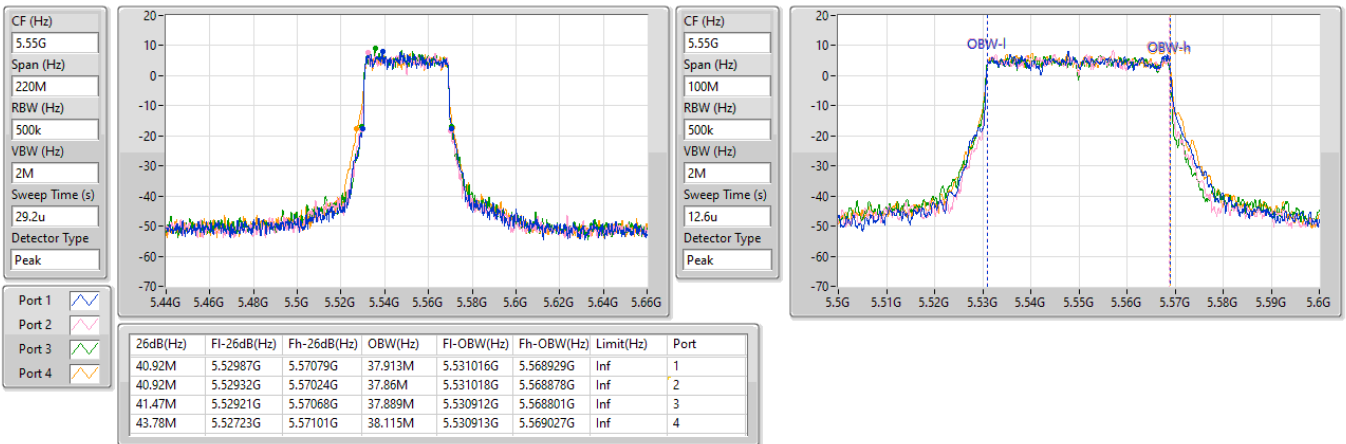 CF (Hz)
5.55G
Span (Hz)
220M
RBW (Hz)
500k
VBW (Hz)
2M
Sweep Time (s)
29.2u
Detector Type
Peak
Port 1
Port 2
Port 3
Port 4
20
10
0
-10
-20
-30
-40
-50
-60
-70
5.44G 5.46G 5.48G 5.5G 5.52G 5.54G 5.56G 5.58G 5.6G 5.62G 5.64G 5.66G
CF (Hz)
5.55G
Span (Hz)
100M
RBW (Hz)
500k
VBW (Hz)
2M
Sweep Time (s)
12.6u
Detector Type
Peak
20
10
0
-10
-20
-30
-40
-50
-60
-70
OBW-l OBW-h
5.5G 5.51G 5.52G 5.53G 5.54G 5.55G 5.56G 5.57G 5.58G 5.59G 5.6G
26dB(Hz) Fl-26dB(Hz) Fh-26dB(Hz) OBW(Hz) Fl-OBW(Hz) Fh-OBW(Hz) Limit(Hz) Port
40.92M 5.52987G 5.57079G 37.913M 5.531016G 5.568929G Inf 1
40.92M 5.52932G 5.57024G 37.86M 5.531018G 5.568878G Inf 2
41.47M 5.52921G 5.57068G 37.889M 5.530912G 5.568801G Inf 3
43.78M 5.52723G 5.57101G 38.115M 5.530913G 5.569027G Inf 4